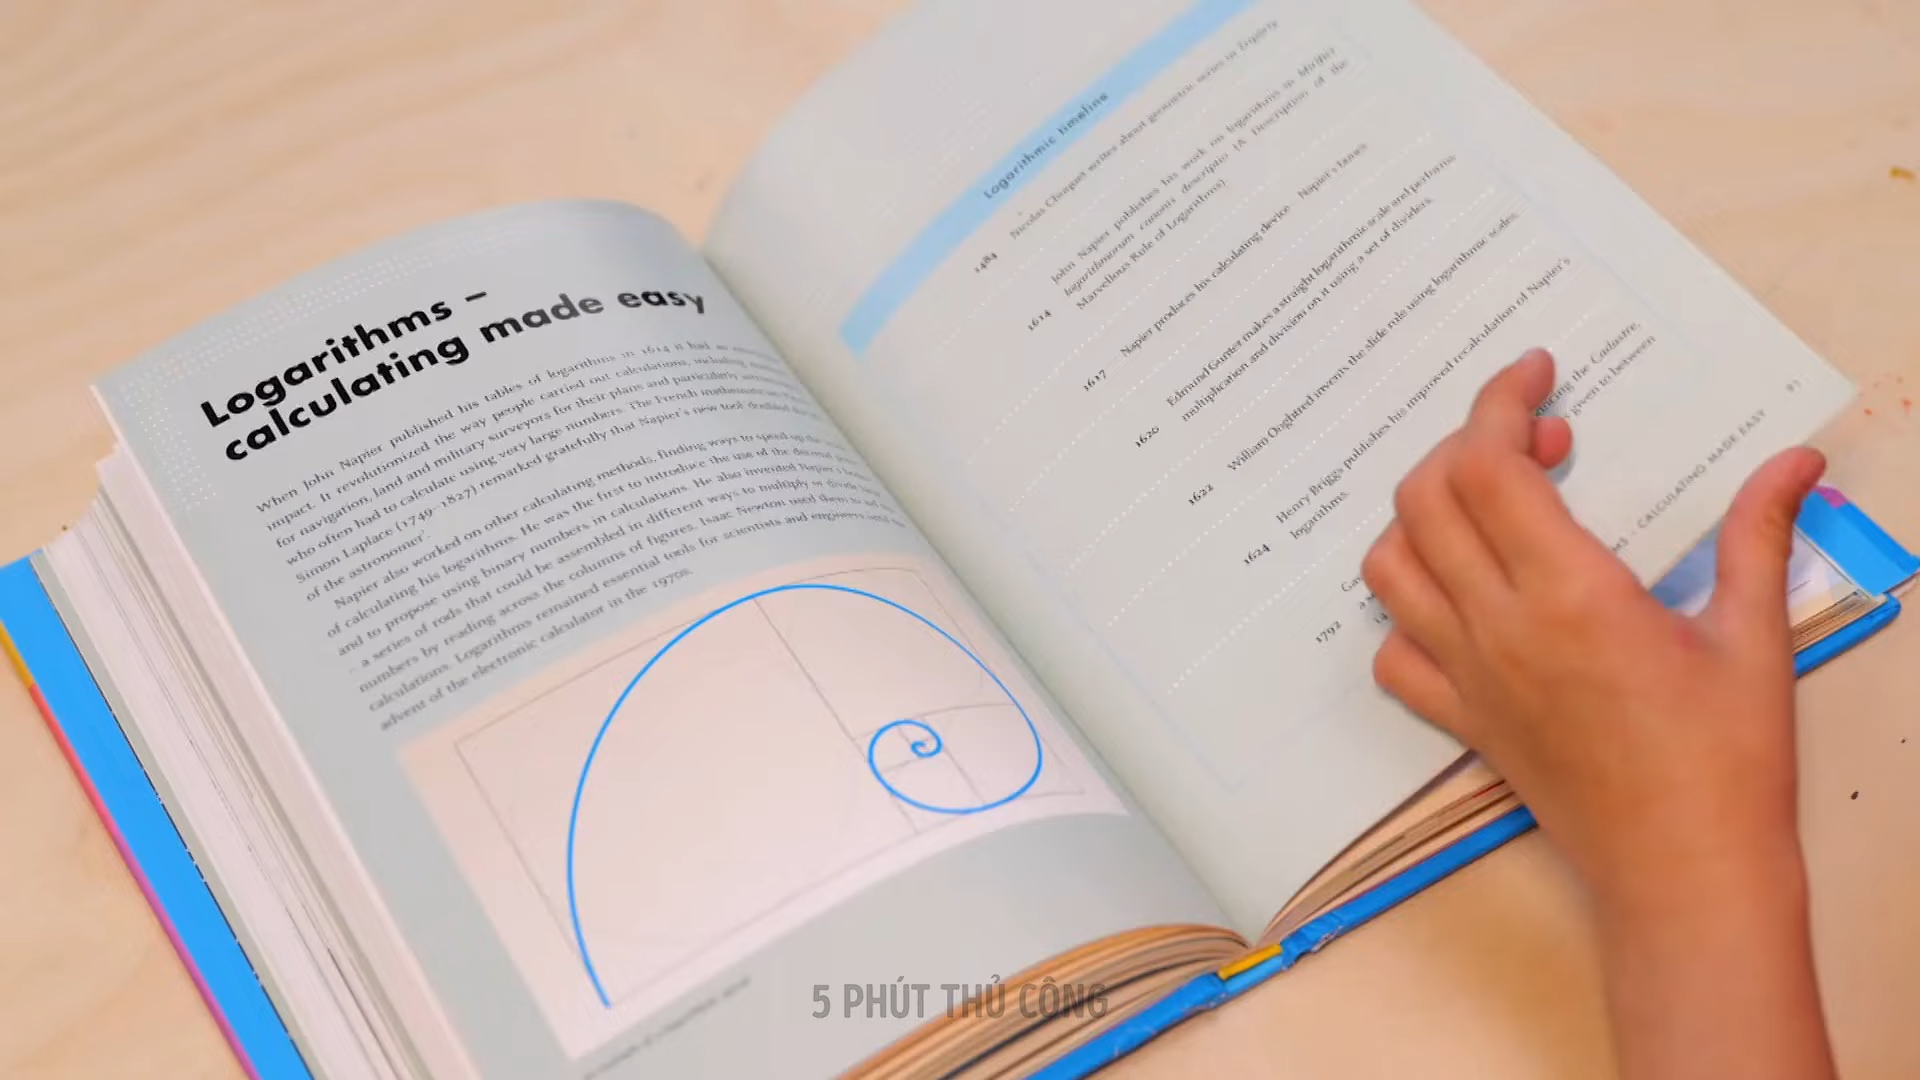 Logarithms –
calculating made easy
When John Napier published his tables of logarithms in 1614 it had an
impact. It revolutionized the way people carried out calculations, including
for navigation, land and military surveyors for their plans and particularly
who often had to calculate using very large numbers. The French
Simon Laplace (1749–1827) remarked gratefully that Napier's new tool doubled the
of the astronomer'.
Napier also worked on other calculating methods, finding ways to speed up the
of calculating his logarithms. He was the first to introduce the use of the decimal
and to propose using binary numbers in calculations. He also invented Napier's bones
– a series of rods that could be assembled in different ways to multiply or divide
numbers by reading across the columns of figures. Isaac Newton used them to
calculations. Logarithms remained essential tools for scientists and engineers until the
advent of the electronic calculator in the 1970s.
Logarithmic timeline
1484 Nicolas Chuquet writes about geometric series in Triparty
1614 John Napier publishes his work on logarithms in Mirifici
logarithmorum canonis descriptio (A Description of the
Marvellous Rule of Logarithms).
1617 Napier produces his calculating device – Napier's bones
1620 Edmund Gunter makes a straight logarithmic scale and performs
multiplication and division on it using a set of dividers.
1622 William Oughtred invents the slide rule using logarithmic scales.
1624 Henry Briggs publishes his improved recalculation of Napier's
logarithms.
1792 the Cadastre,
given to between
CALCULATING MADE EASY
5 PHÚT THỦ CÔNG